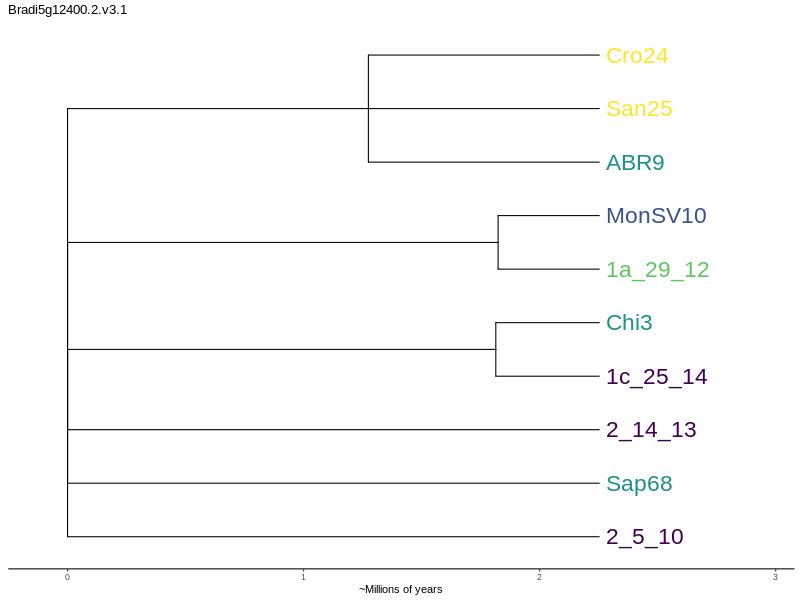 Bradi5g12400.2.v3.1
Cro24
San25
ABR9
MonSV10
1a_29_12
Chi3
1c_25_14
2_14_13
Sap68
2_5_10
0 1 2 3
~Millions of years